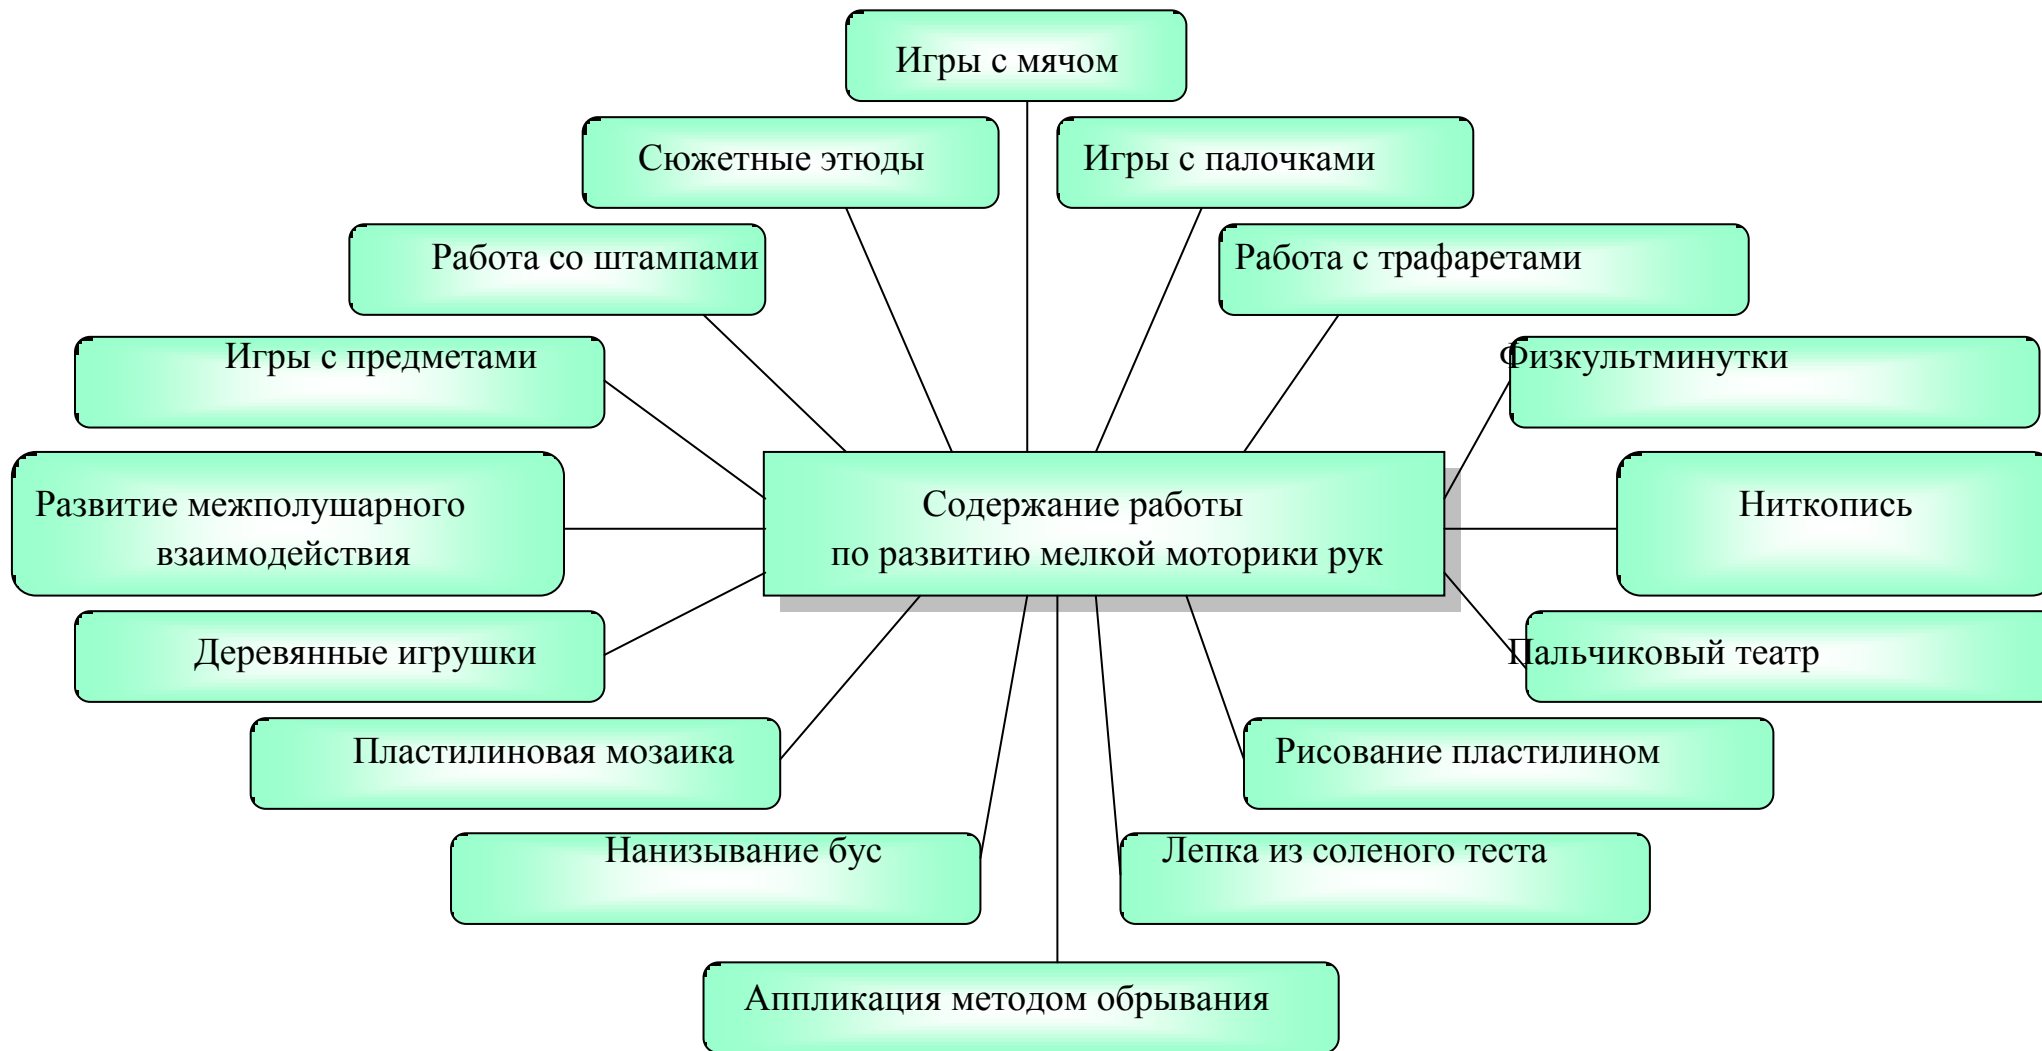 Игры с мячом
Сюжетные этюды
Игры с палочками
Работа со штампами
Работа с трафаретами
Игры с предметами
Физкультминутки
Развитие межполушарного
взаимодействия
Содержание работы
по развитию мелкой моторики рук
Ниткопись
Деревянные игрушки
Пальчиковый театр
Пластилиновая мозаика
Рисование пластилином
Нанизывание бус
Лепка из соленого теста
Аппликация методом обрывания